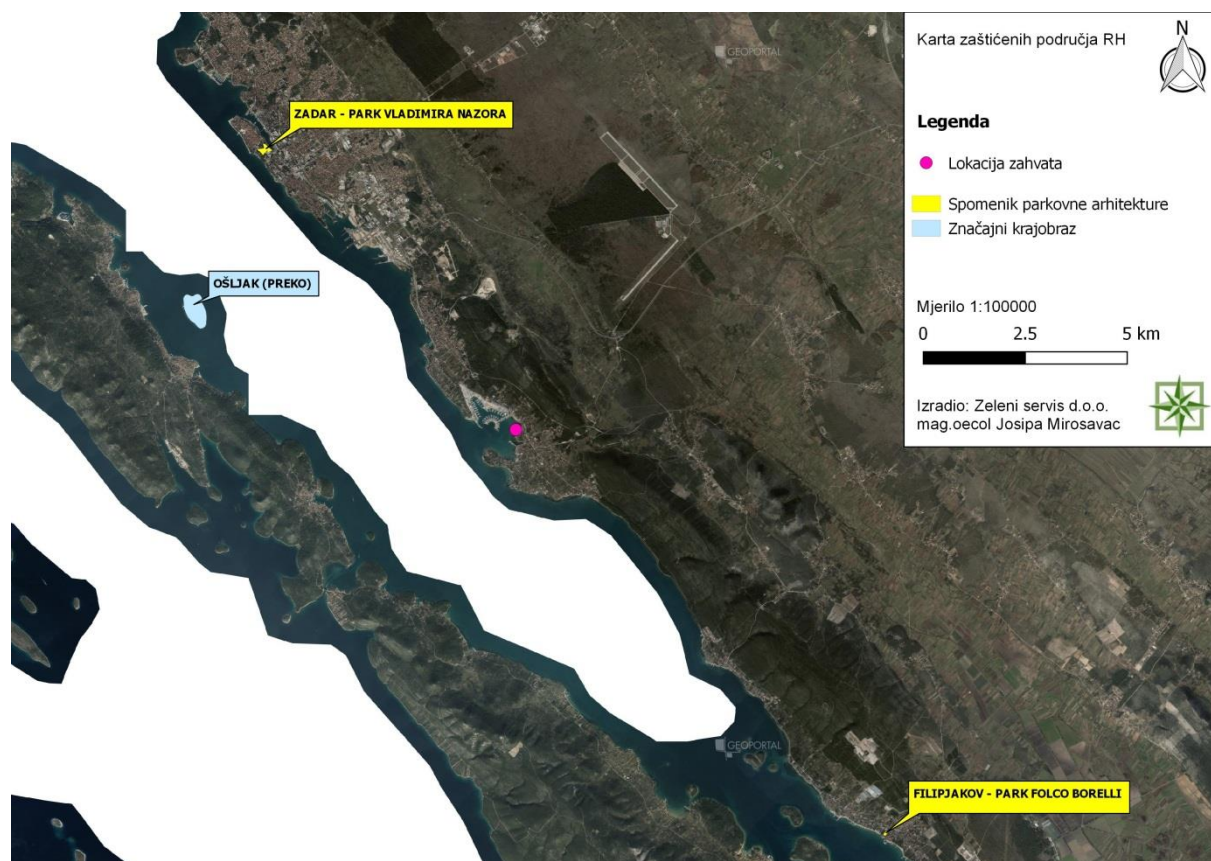 Karta zaštićenih područja RH
N
Legenda
Lokacija zahvata
Spomenik parkovne arhitekture
Značajni krajobraz
Mjerilo 1:100000
0 2.5 5 km
Izradio: Zeleni servis d.o.o.
mag.oecol Josipa Mirosavac
GEOPORTAL
ZADAR - PARK VLADIMIRA NAZORA
OŠLJAK (PREKO)
GEOPORTAL
FILIPJAKOV - PARK FOLCO BORELLI